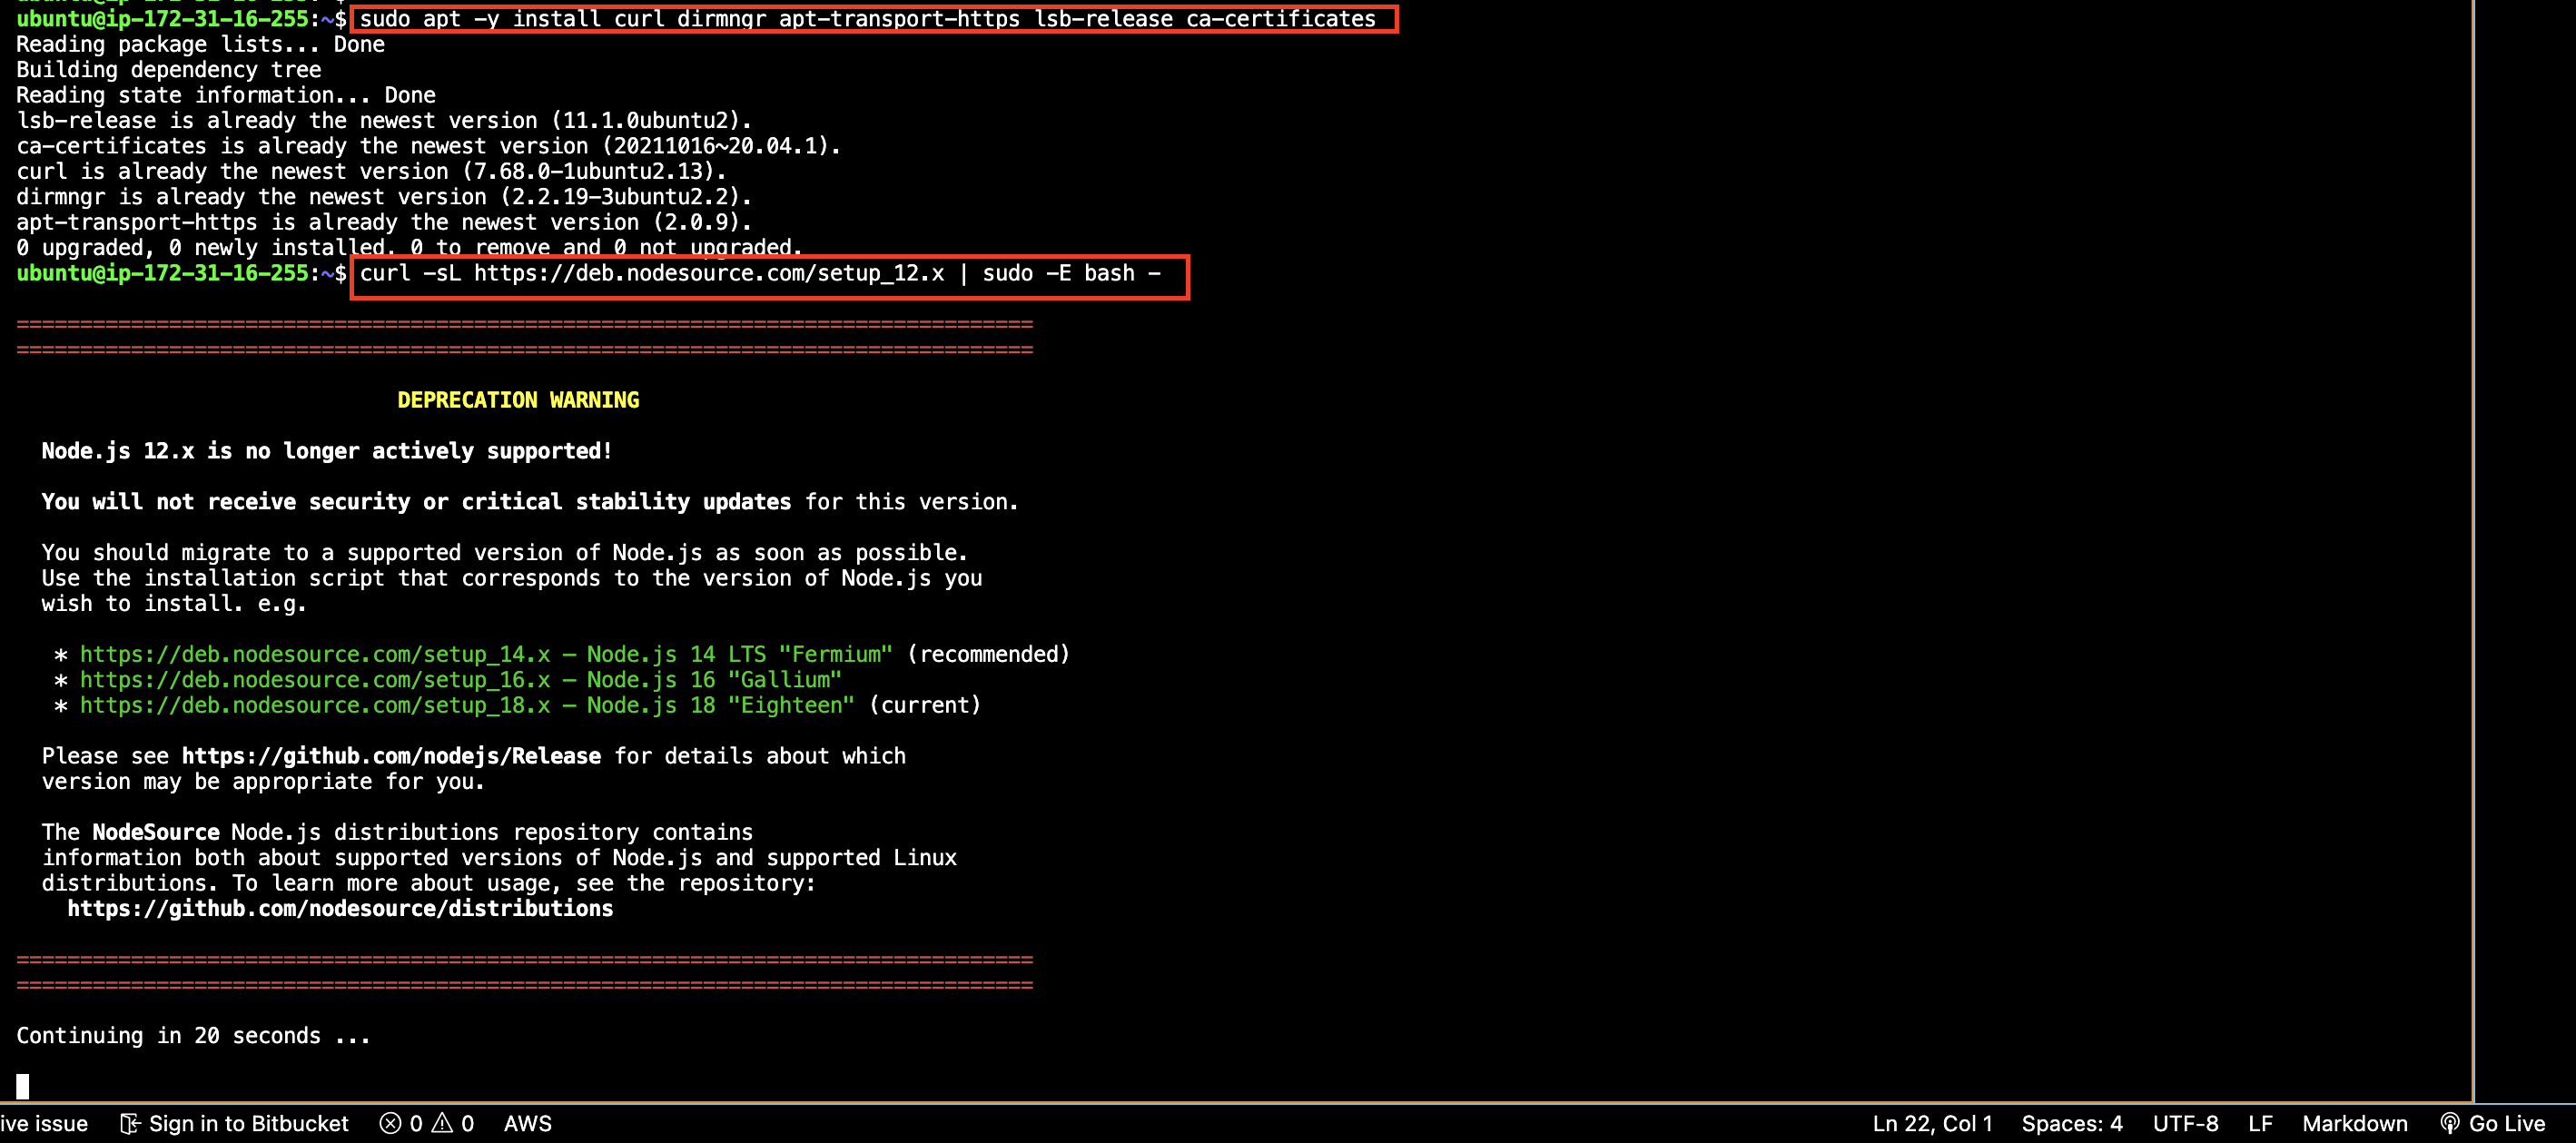 ubuntu@ip-172-31-16-255:~$ sudo apt -y install curl dirmngr apt-transport-https lsb-release ca-certificates
Reading package lists... Done
Building dependency tree
Reading state information... Done
lsb-release is already the newest version (11.1.0ubuntu2).
ca-certificates is already the newest version (20211016~20.04.1).
curl is already the newest version (7.68.0-1ubuntu2.13).
dirmngr is already the newest version (2.2.19-3ubuntu2.2).
apt-transport-https is already the newest version (2.0.9).
0 upgraded, 0 newly installed, 0 to remove and 0 not upgraded.
ubuntu@ip-172-31-16-255:~$ curl -sL https://deb.nodesource.com/setup_12.x | sudo -E bash -
================================================================================
================================================================================
DEPRECATION WARNING
Node.js 12.x is no longer actively supported!
You will not receive security or critical stability updates for this version.
You should migrate to a supported version of Node.js as soon as possible.
Use the installation script that corresponds to the version of Node.js you
wish to install. e.g.
* https://deb.nodesource.com/setup_14.x — Node.js 14 LTS "Fermium" (recommended)
* https://deb.nodesource.com/setup_16.x — Node.js 16 "Gallium"
* https://deb.nodesource.com/setup_18.x — Node.js 18 "Eighteen" (current)
Please see https://github.com/nodejs/Release for details about which
version may be appropriate for you.
The NodeSource Node.js distributions repository contains
information both about supported versions of Node.js and supported Linux
distributions. To learn more about usage, see the repository:
https://github.com/nodesource/distributions
================================================================================
================================================================================
Continuing in 20 seconds ...
ive issue Sign in to Bitbucket 0 0 AWS Ln 22, Col 1 Spaces: 4 UTF-8 LF Markdown Go Live